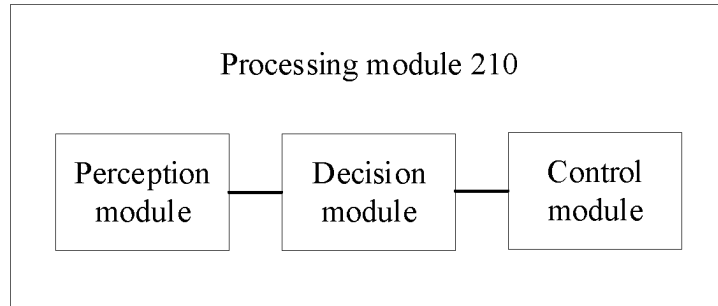 Processing module 210
Perception
module
Decision
module
Control
module